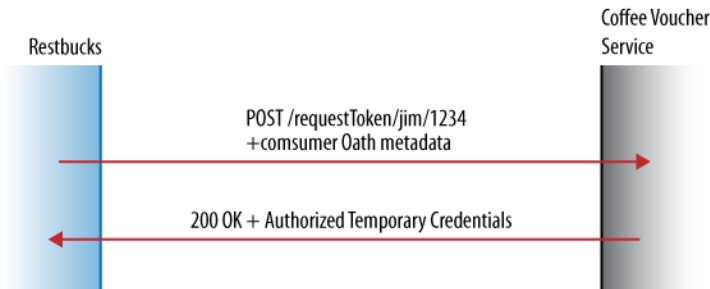 Restbucks
Coffee Voucher
Service
POST /requestToken/jim/1234
+comsumer Oath metadata
200 OK + Authorized Temporary Credentials